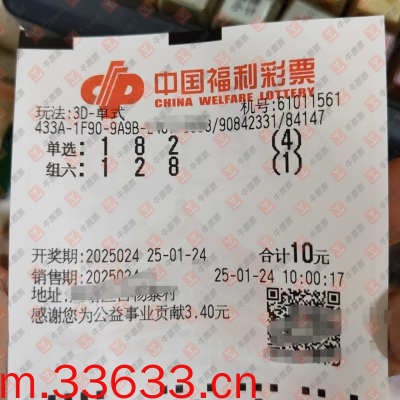 中国福利彩票
CHINA WELFARE LOTTERY
玩法:3D-单式 机号:61011561
433A-1F90-9A9B- /90842331/84147
单选: 1 8 2 (4)
组六: 1 2 8 (1)
开奖期:2025024 25-01-24 合计10元
销售期:2025024 25-01-24 10:00:17
地址:
感谢您为公益事业贡献3.40元
m.33633.cn